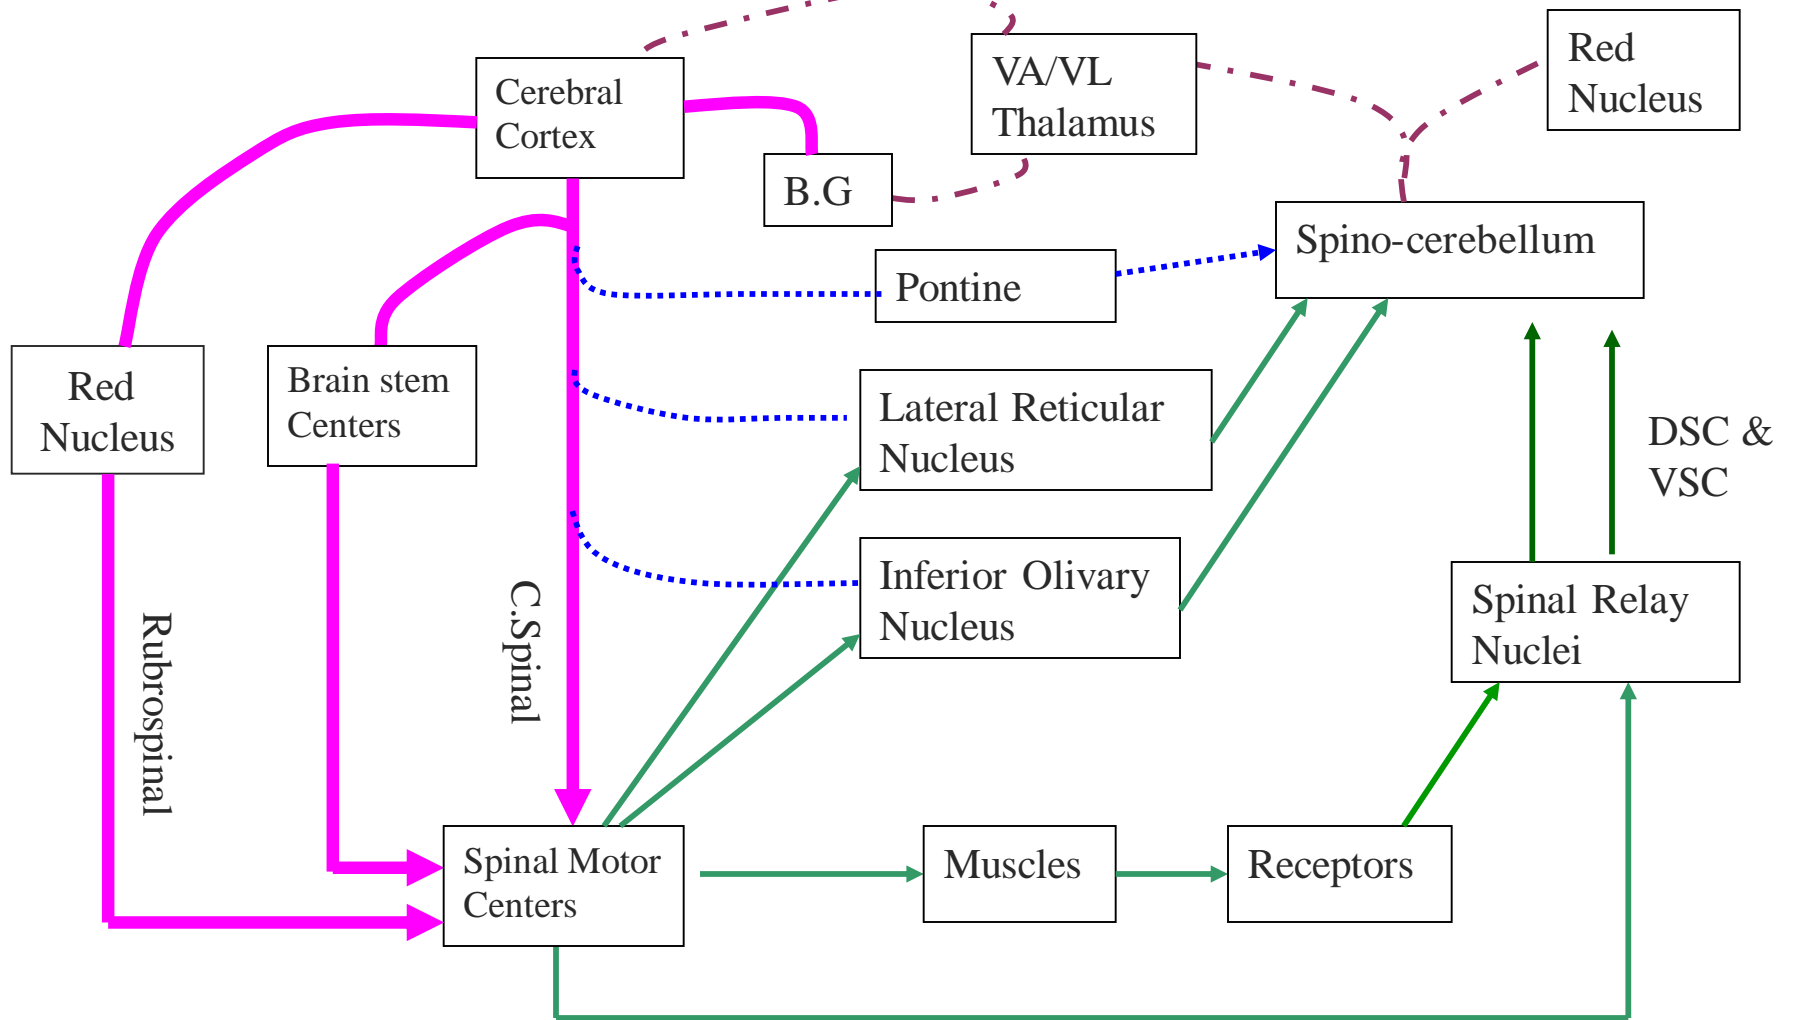 Cerebral
Cortex
VA/VL
Thalamus
Red
Nucleus
B.G
Spino-cerebellum
Pontine
Red
Nucleus
Brain stem
Centers
Lateral Reticular
Nucleus
DSC &
VSC
Inferior Olivary
Nucleus
Spinal Relay
Nuclei
Rubrospinal
C.Spinal
Spinal Motor
Centers
Muscles
Receptors